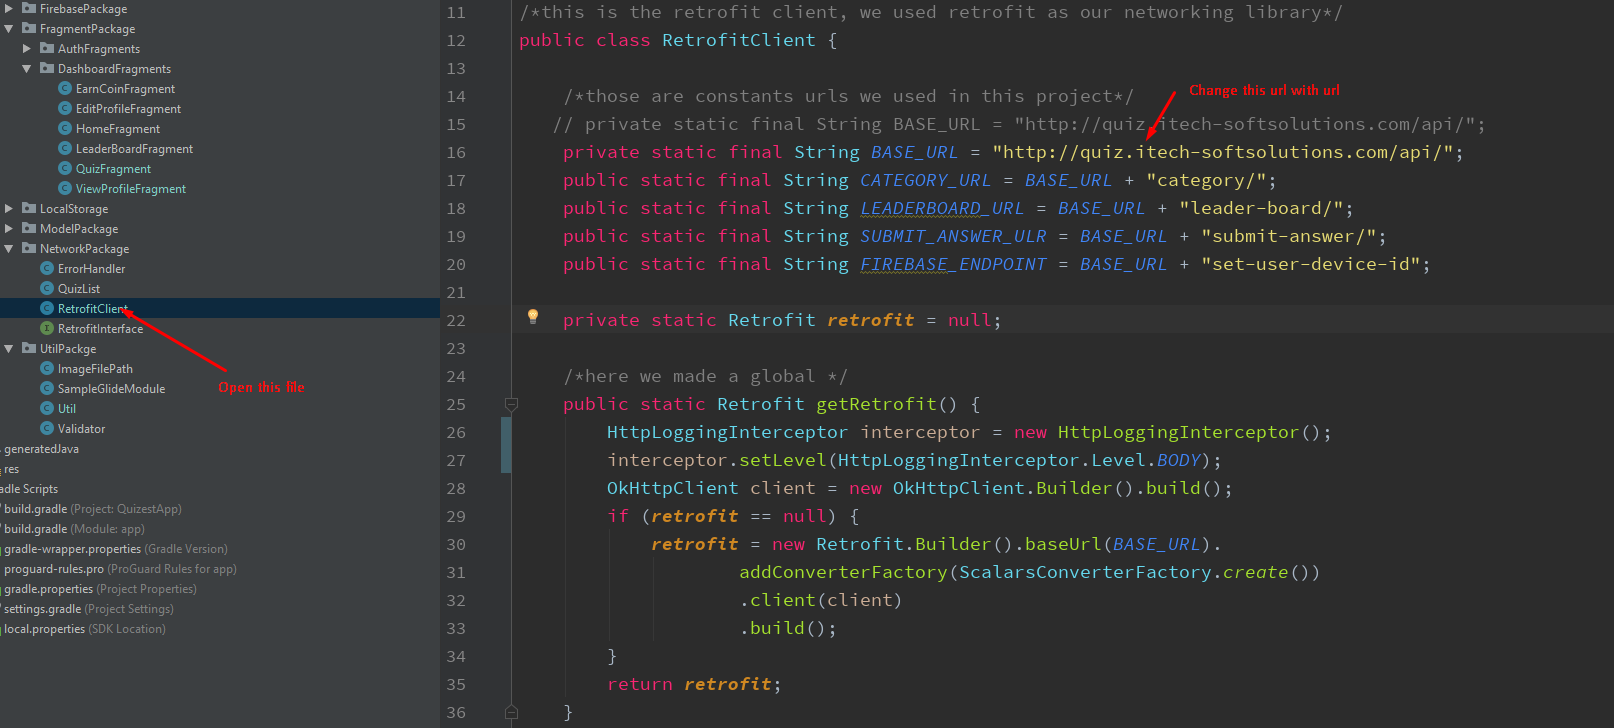 FirebasePackage
FragmentPackage
AuthFragments
DashboardFragments
EarnCoinFragment
EditProfileFragment
HomeFragment
LeaderBoardFragment
QuizFragment
ViewProfileFragment
LocalStorage
ModelPackage
NetworkPackage
ErrorHandler
QuizList
RetrofitClient
RetrofitInterface
UtilPackge
ImageFilePath
SampleGlideModule
Util
Validator
generatedJava
res
adle Scripts
build.gradle (Project: QuizestApp)
build.gradle (Module: app)
gradle-wrapper.properties (Gradle Version)
proguard-rules.pro (ProGuard Rules for app)
gradle.properties (Project Properties)
settings.gradle (Project Settings)
local.properties (SDK Location)
Open this file
11 /*this is the retrofit client, we used retrofit as our networking library*/
12 public class RetrofitClient {
13
14 /*those are constants urls we used in this project*/
Change this url with url
15 // private static final String BASE_URL = "http://quiz.itech-softsolutions.com/api/";
16 private static final String BASE_URL = "http://quiz.itech-softsolutions.com/api/";
17 public static final String CATEGORY_URL = BASE_URL + "category/";
18 public static final String LEADERBOARD_URL = BASE_URL + "leader-board/";
19 public static final String SUBMIT_ANSWER_ULR = BASE_URL + "submit-answer/";
20 public static final String FIREBASE_ENDPOINT = BASE_URL + "set-user-device-id";
21
22 private static Retrofit retrofit = null;
23
24 /*here we made a global */
25 public static Retrofit getRetrofit() {
26 HttpLoggingInterceptor interceptor = new HttpLoggingInterceptor();
27 interceptor.setLevel(HttpLoggingInterceptor.Level.BODY);
28 OkHttpClient client = new OkHttpClient.Builder().build();
29 if (retrofit == null) {
30 retrofit = new Retrofit.Builder().baseUrl(BASE_URL).
31 addConverterFactory(ScalarsConverterFactory.create())
32 .client(client)
33 .build();
34 }
35 return retrofit;
36 }